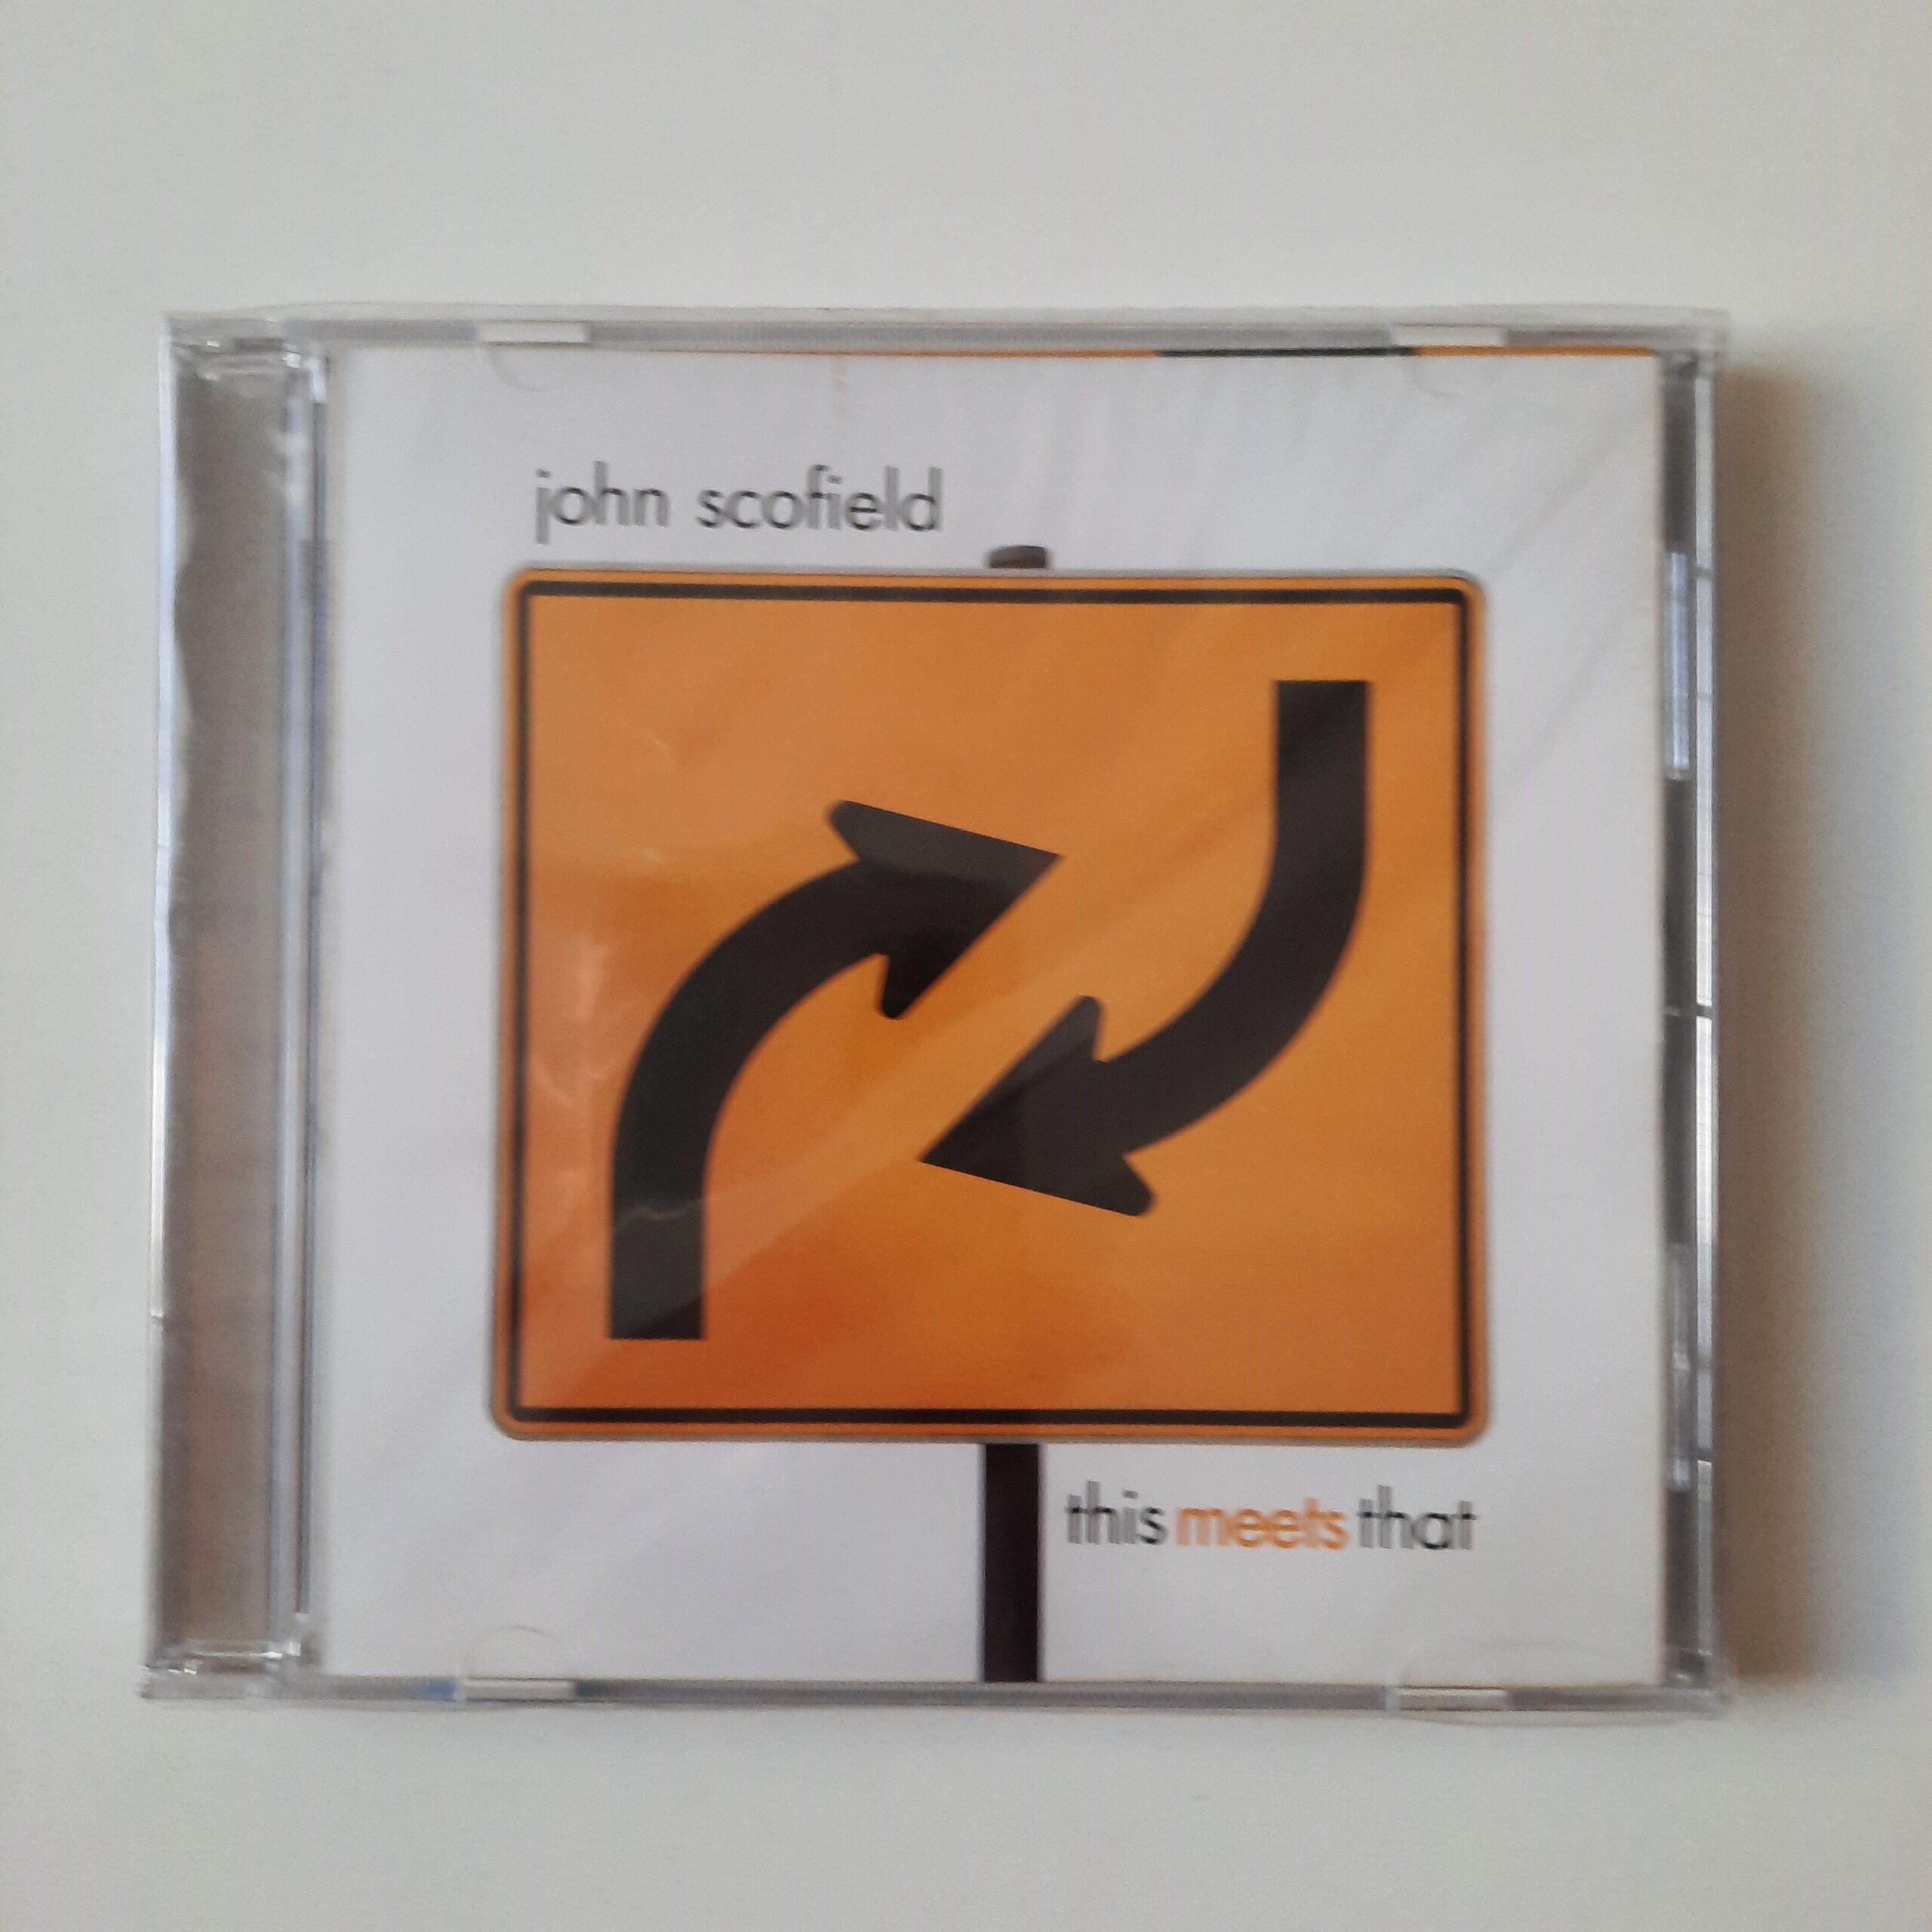 john scofield
this meets that